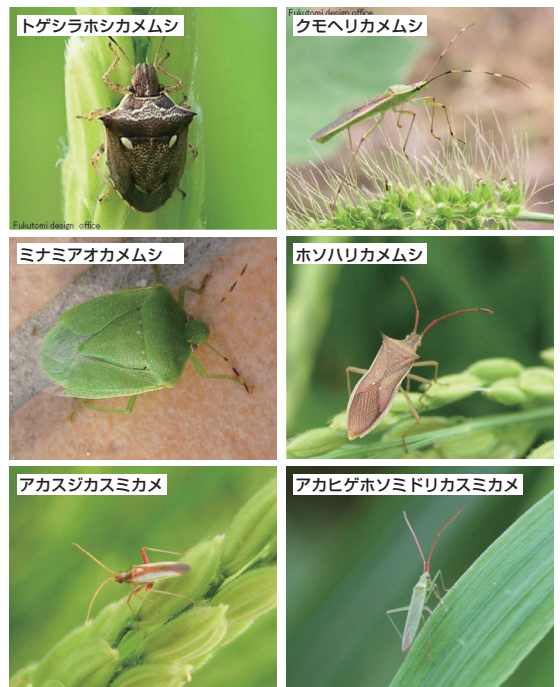 トゲシラホシカメムシ
Fukutomi design office
Fukutomi design office
クモヘリカメムシ
ミナミアオカメムシ
ホソハリカメムシ
アカスジカスミカメ
アカヒゲホソミドリカスミカメ